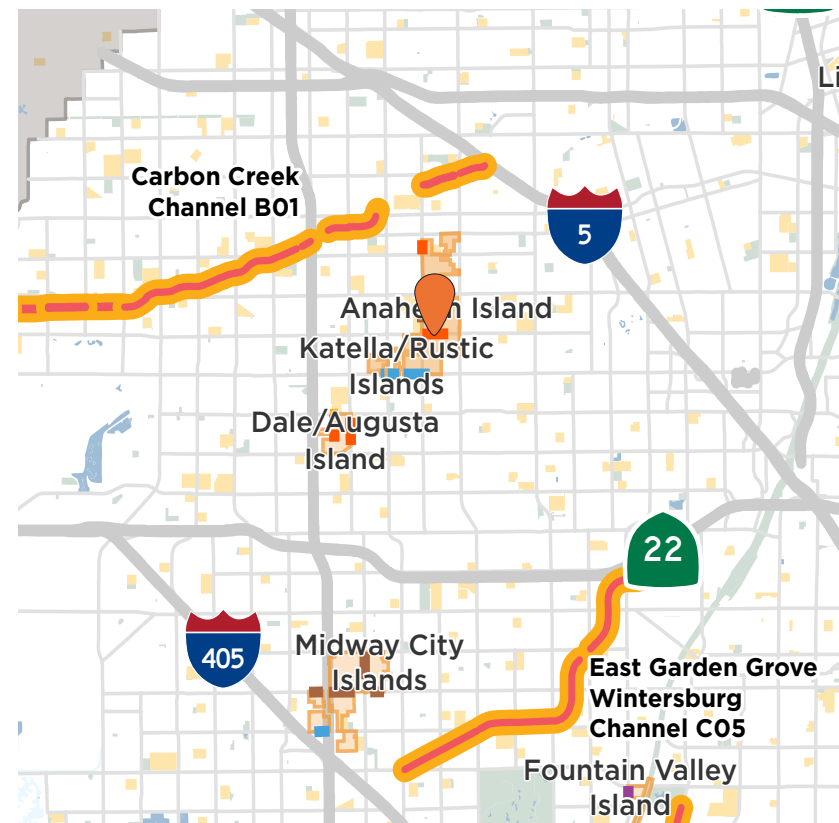 Li
Carbon Creek
Channel B01
5
Anaheim Island
Katella/Rustic
Islands
Dale/Augusta
Island
22
Midway City
Islands
405
East Garden Grove
Wintersburg
Channel C05
Fountain Valley
Island